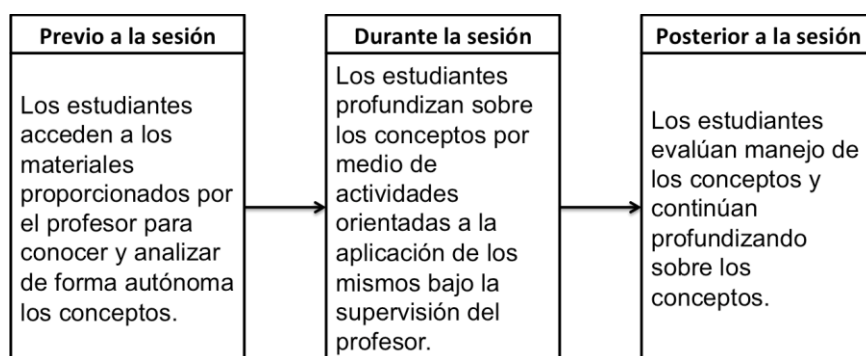 Previo a la sesión
Los estudiantes
acceden a los
materiales
proporcionados por
el profesor para
conocer y analizar
de forma autónoma
los conceptos.
Durante la sesión
Los estudiantes
profundizan sobre
los conceptos por
medio de
actividades
orientadas a la
aplicación de los
mismos bajo la
supervisión del
profesor.
Posterior a la sesión
Los estudiantes
evalúan manejo de
los conceptos y
continúan
profundizando
sobre los
conceptos.